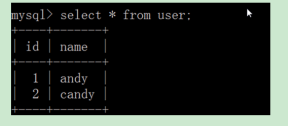 mysql> select * from user;
+----+-------+
| id | name  |
+----+-------+
|  1 | andy  |
|  2 | candy |
+----+-------+